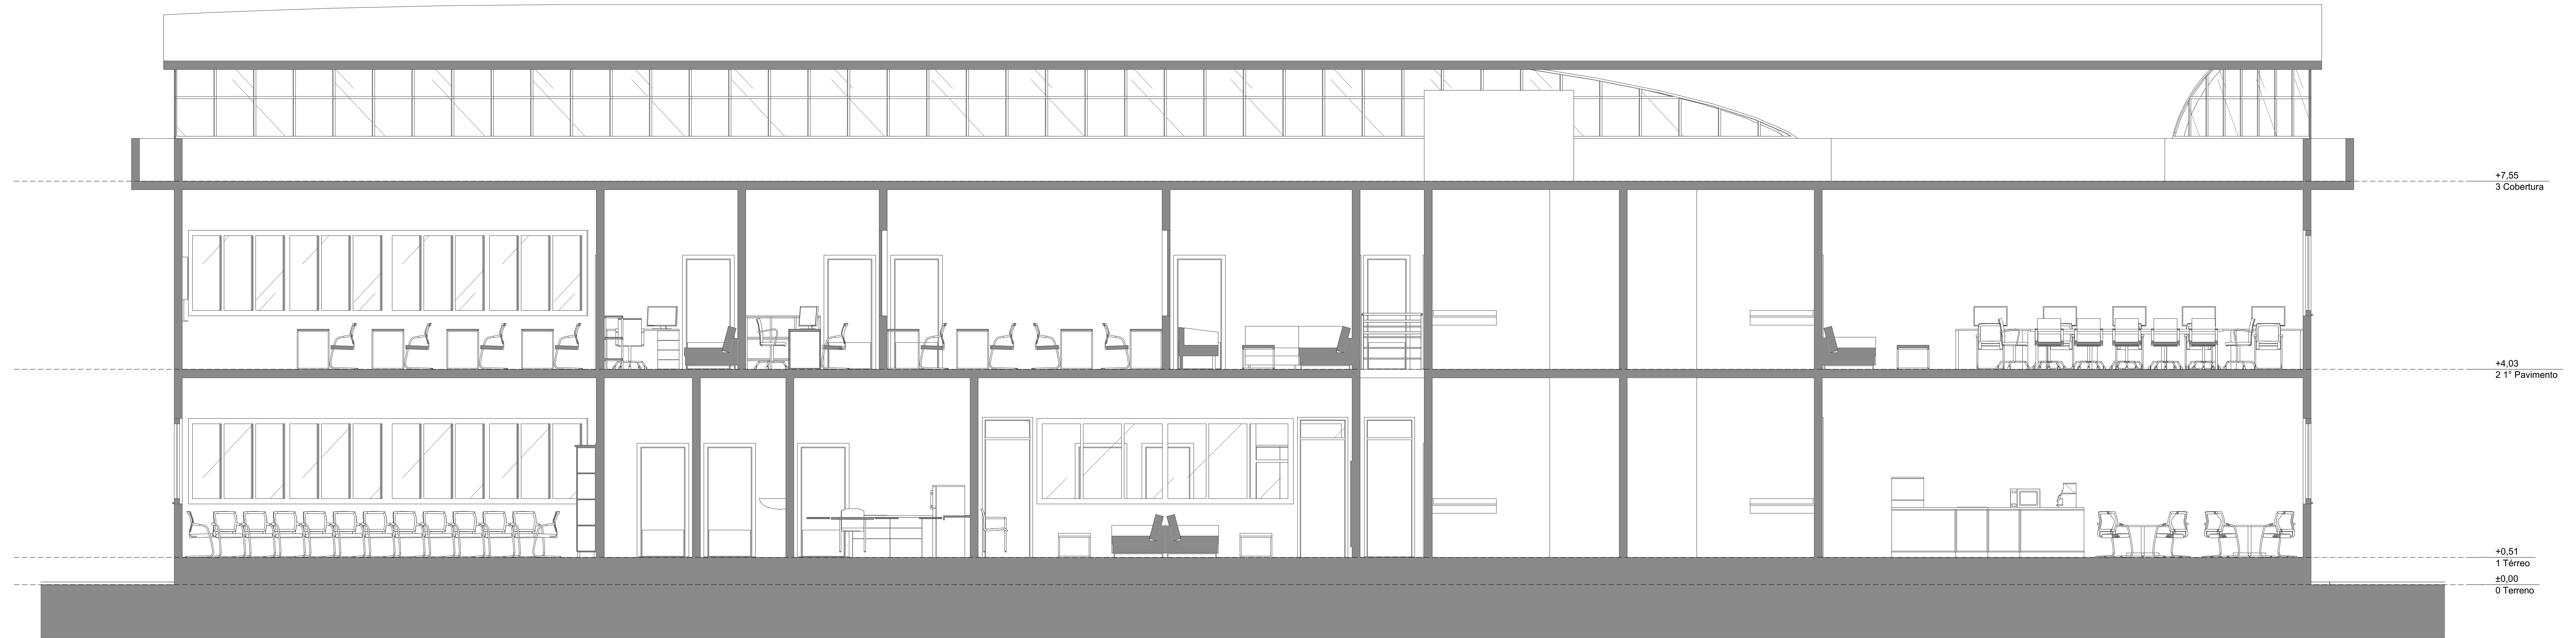 +7,55
3 Cobertura
+4,03
2 1° Pavimento
+0,51
1 Térreo
±0,00
0 Terreno